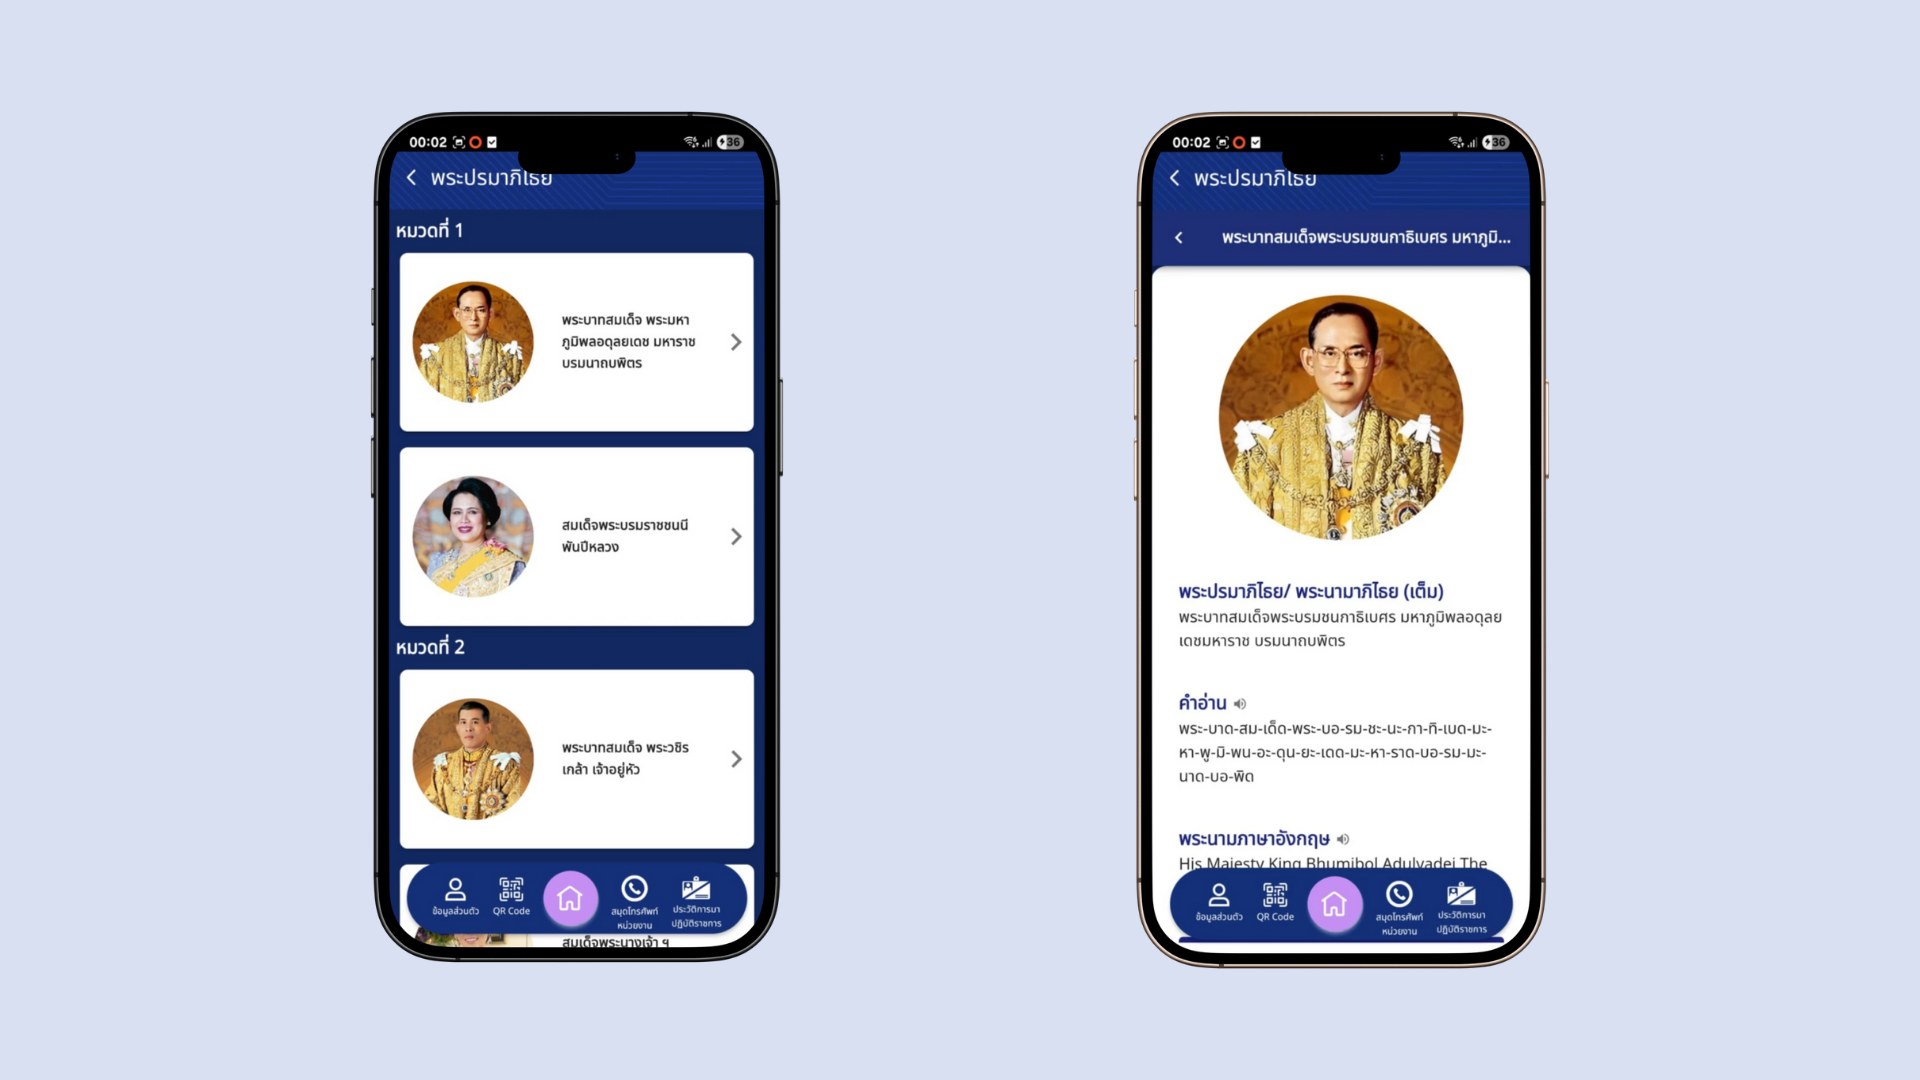 00:02
36
พระปรมาภิไธย
หมวดที่ 1
พระบาทสมเด็จ พระมหา
ภูมิพลอดุลยเดช มหาราช
บรมนาถบพิตร
สมเด็จพระบรมราชชนนี
พันปีหลวง
หมวดที่ 2
พระบาทสมเด็จ พระวชิร
เกล้า เจ้าอยู่หัว
ข้อมูลส่วนตัว
QR Code
สมุดโทรศัพท์
หน่วยงาน
ประวัติการมา
ปฏิบัติราชการ
สมเด็จพระนางเจ้า ฯ
00:02
36
พระปรมาภิไธย
พระบาทสมเด็จพระบรมชนกาธิเบศร มหาภูมิ...
พระปรมาภิไธย/ พระนามาภิไธย (เต็ม)
พระบาทสมเด็จพระบรมชนกาธิเบศร มหาภูมิพลอดุลย
เดชมหาราช บรมนาถบพิตร
คำอ่าน
พระ-บาด-สม-เด็ด-พระ-บอ-รม-ชะ-นะ-กา-ทิ-เบด-มะ-
หา-พู-มิ-พน-อะ-ดุน-ยะ-เดด-มะ-หา-ราด-บอ-รม-มะ-
นาด-บอ-พิด
พระนามภาษาอังกฤษ
His Majesty King Bhumibol Adulyadej The
ข้อมูลส่วนตัว
QR Code
สมุดโทรศัพท์
หน่วยงาน
ประวัติการมา
ปฏิบัติราชการ